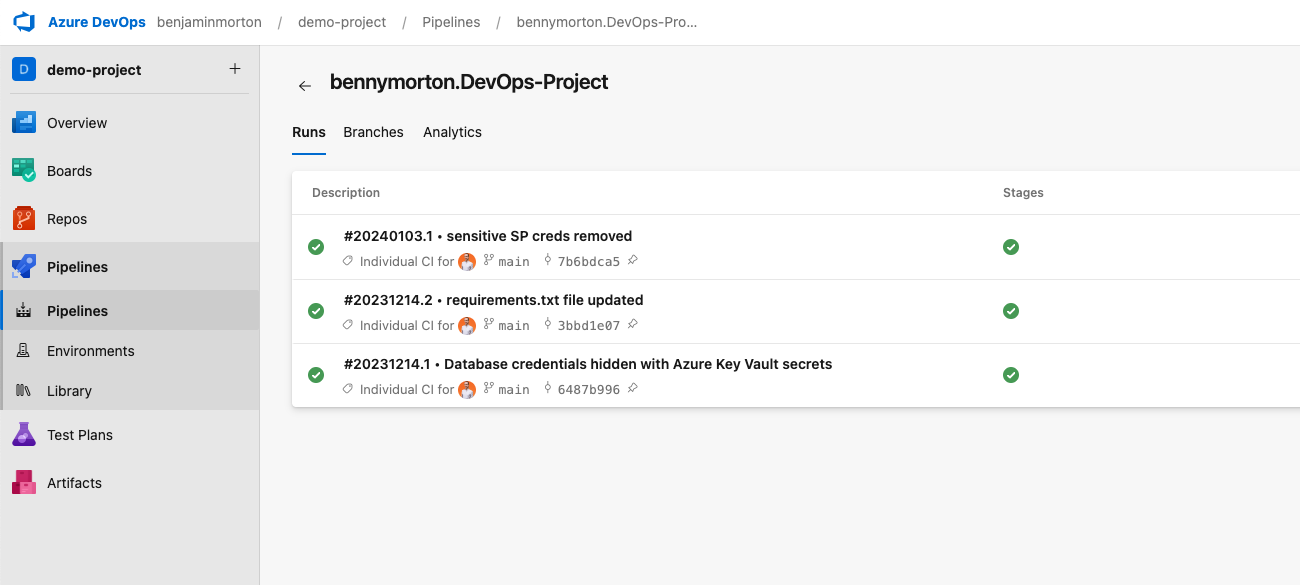 Azure DevOps benjaminmorton / demo-project / Pipelines / bennymorton.DevOps-Pro...
D demo-project +
bennymorton.DevOps-Project
Overview
Runs Branches Analytics
Boards
Description Stages
Repos
#20240103.1 • sensitive SP creds removed
Individual CI for main 7b6bdca5
Pipelines
#20231214.2 • requirements.txt file updated
Pipelines
Individual CI for main 3bbd1e07
Environments
#20231214.1 • Database credentials hidden with Azure Key Vault secrets
Library
Individual CI for main 6487b996
Test Plans
Artifacts